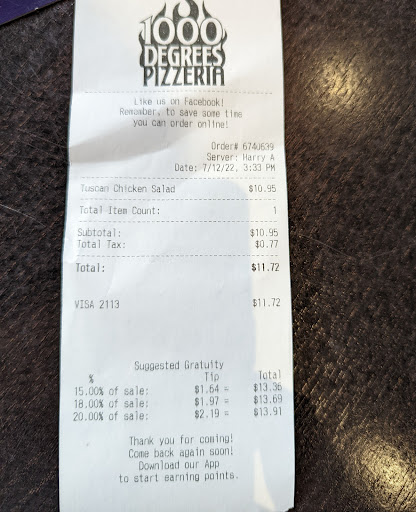 1000
DEGREES
PIZZERIA
Like us on Facebook!
Remember, to save some time
you can order online!
Order# 6740639
Server: Harry A
Date: 7/12/22, 3:33 PM
Tuscan Chicken Salad $10.95
Total Item Count: 1
Subtotal: $10.95
Total Tax: $0.77
Total: $11.72
VISA 2113 $11.72
Suggested Gratuity
% Tip Total
15.00% of sale: $1.64 = $13.36
18.00% of sale: $1.97 = $13.69
20.00% of sale: $2.19 = $13.91
Thank you for coming!
Come back again soon!
Download our App
to start earning points.